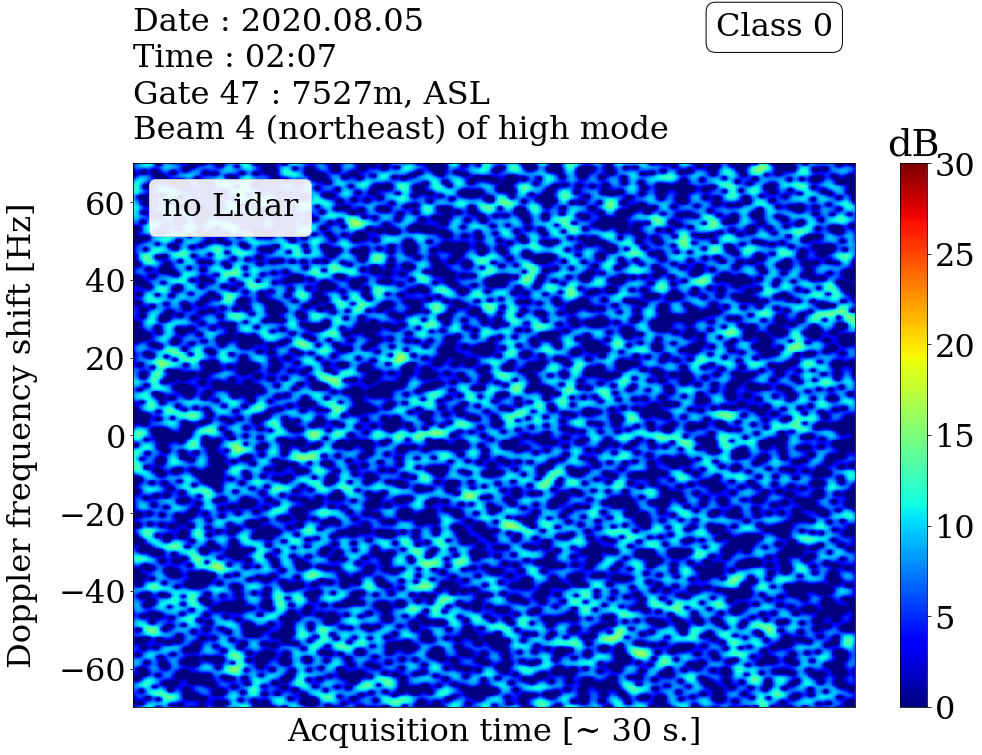 Date : 2020.08.05
Time : 02:07
Gate 47 : 7527m, ASL
Beam 4 (northeast) of high mode
Class 0
dB
no Lidar
Doppler frequency shift [Hz]
60
40
20
0
−20
−40
−60
Acquisition time [~ 30 s.]
30
25
20
15
10
5
0